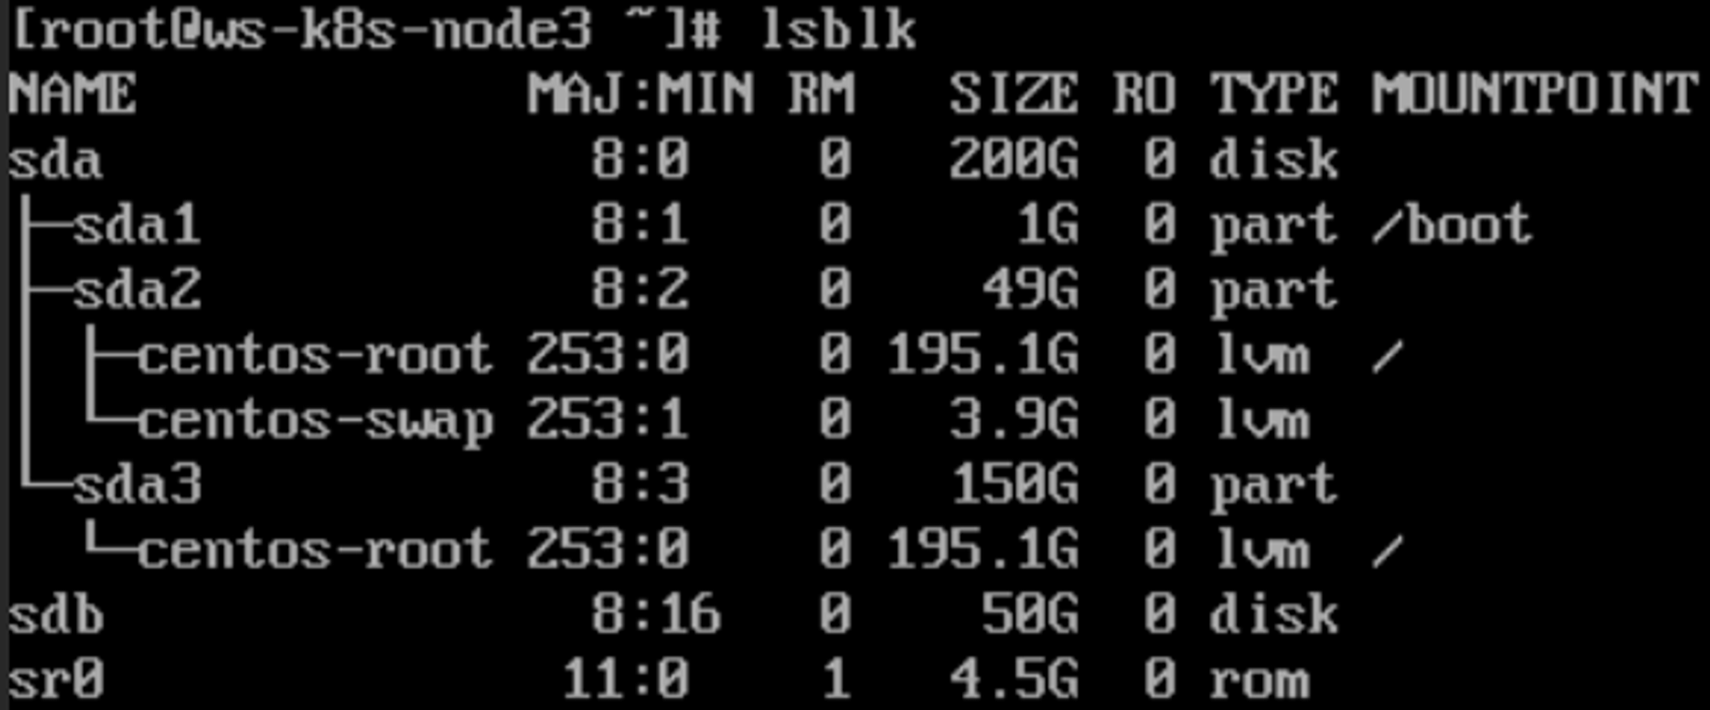 [root@ws-k8s-node3 ~]# lsblk
NAME            MAJ:MIN RM   SIZE RO TYPE MOUNTPOINT
sda               8:0    0   200G  0 disk
├─sda1            8:1    0     1G  0 part /boot
├─sda2            8:2    0    49G  0 part
│ ├─centos-root 253:0    0 195.1G  0 lvm  /
│ └─centos-swap 253:1    0   3.9G  0 lvm
└─sda3            8:3    0   150G  0 part
  └─centos-root 253:0    0 195.1G  0 lvm  /
sdb               8:16   0    50G  0 disk
sr0              11:0    1   4.5G  0 rom